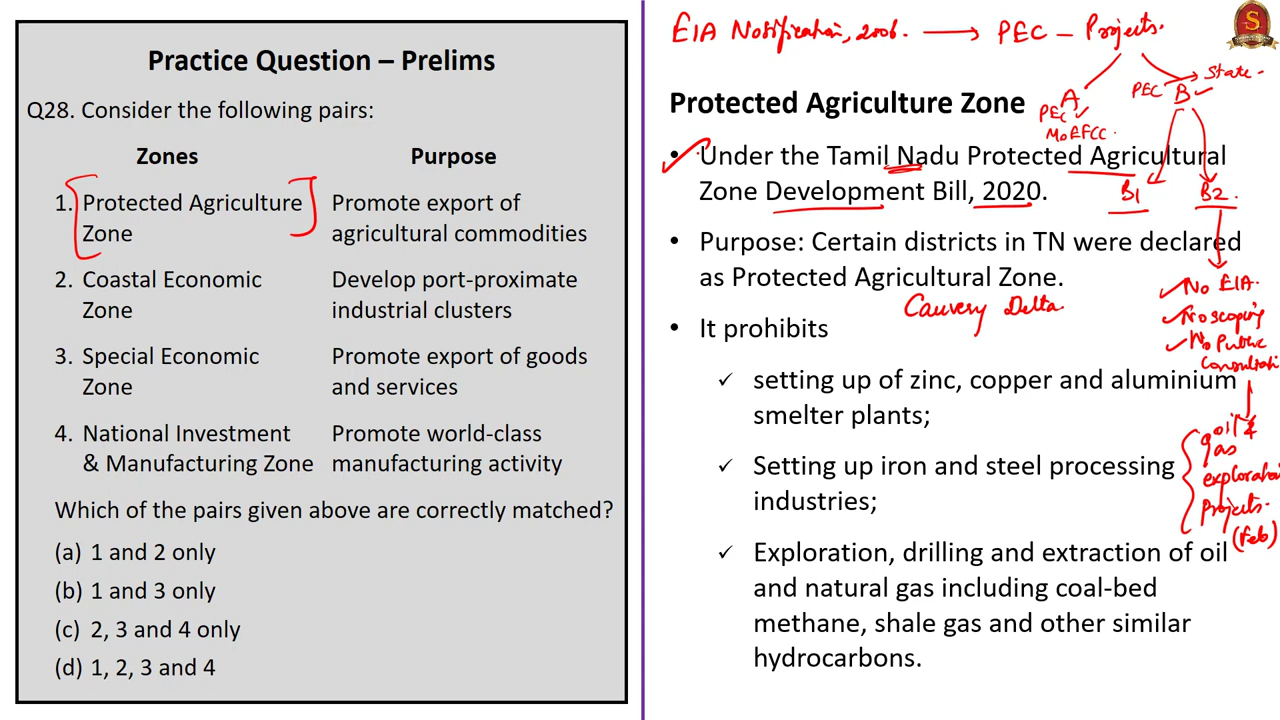 Practice Question – Prelims
Q28. Consider the following pairs:
Zones Purpose
1. Protected Agriculture Promote export of
Zone agricultural commodities
2. Coastal Economic Develop port-proximate
Zone industrial clusters
3. Special Economic Promote export of goods
Zone and services
4. National Investment Promote world-class
& Manufacturing Zone manufacturing activity
Which of the pairs given above are correctly matched?
(a) 1 and 2 only
(b) 1 and 3 only
(c) 2, 3 and 4 only
(d) 1, 2, 3 and 4
EIA Notification, 2006. → PEC – Projects.
A
PEC
MoEFCC.
PEC B State
B1
B2.
No EIA.
No scoping
No Public
Consultati
oil &
gas
exploration
Projects.
(Feb)
Protected Agriculture Zone
• Under the Tamil Nadu Protected Agricultural
Zone Development Bill, 2020.
• Purpose: Certain districts in TN were declared
as Protected Agricultural Zone.
Cauvery Delta
• It prohibits
✓ setting up of zinc, copper and aluminium
smelter plants;
✓ Setting up iron and steel processing
industries;
✓ Exploration, drilling and extraction of oil
and natural gas including coal-bed
methane, shale gas and other similar
hydrocarbons.
S